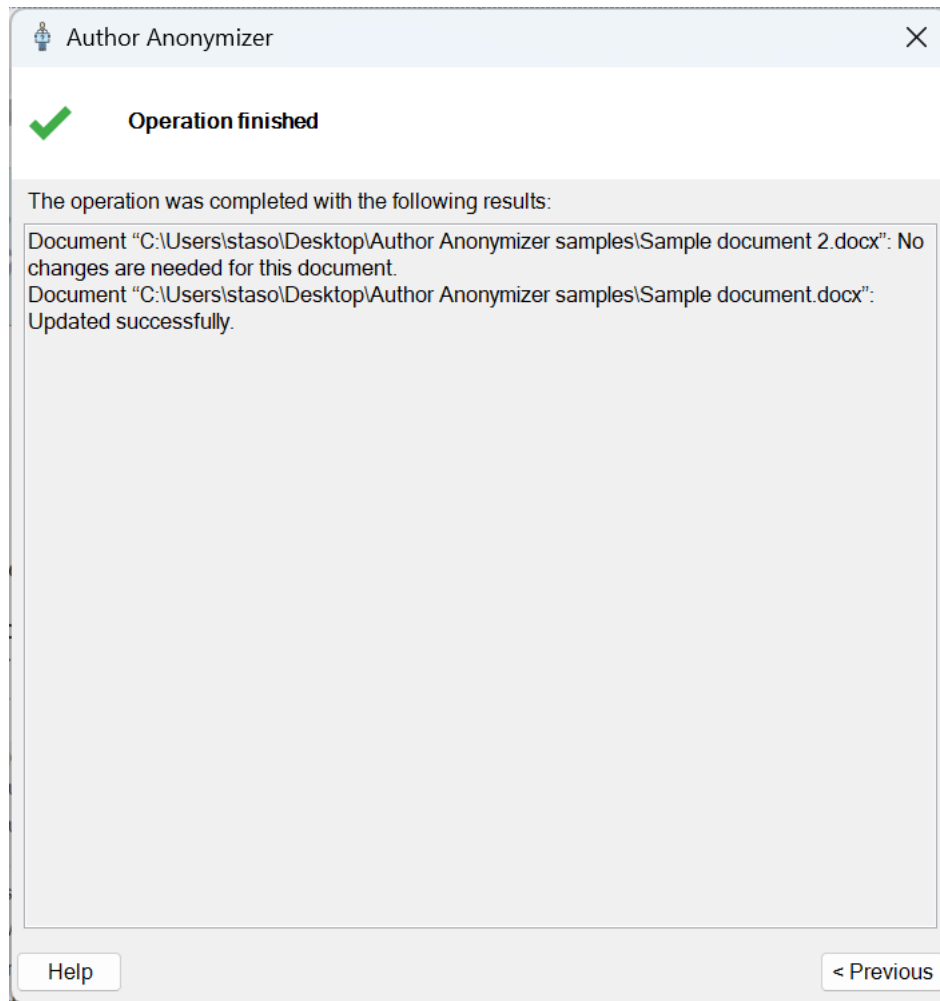 Author Anonymizer
Operation finished
The operation was completed with the following results:
Document “C:\Users\staso\Desktop\Author Anonymizer samples\Sample document 2.docx”: No
changes are needed for this document.
Document “C:\Users\staso\Desktop\Author Anonymizer samples\Sample document.docx”:
Updated successfully.
Help
< Previous